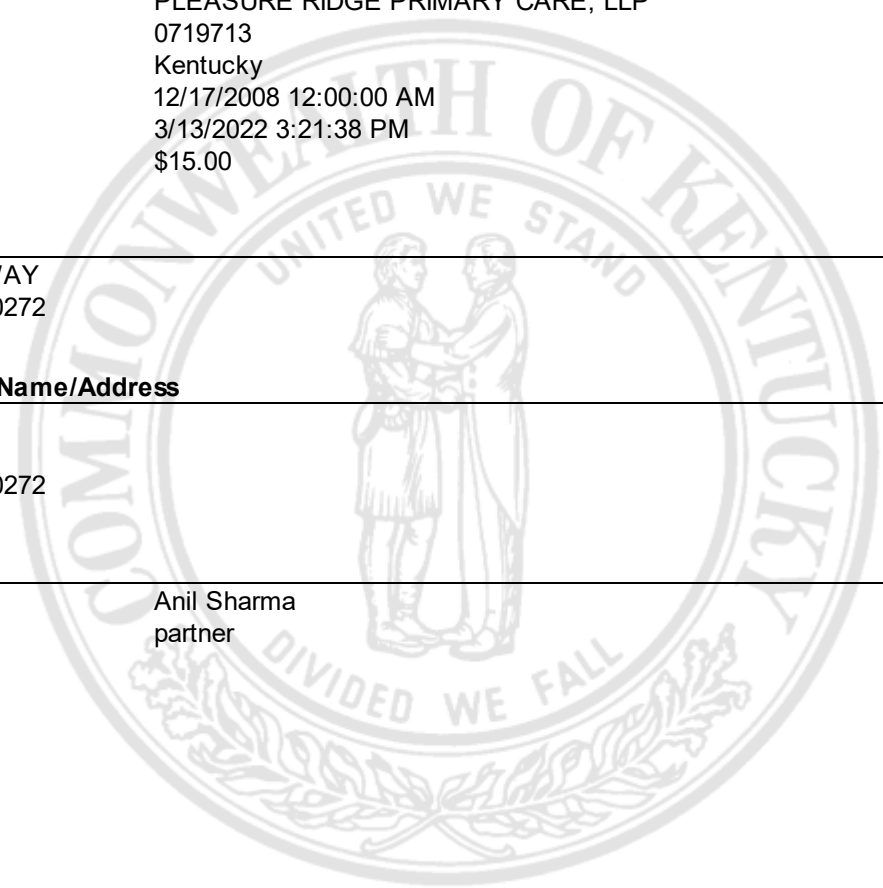 PLEASURE RIDGE PRIMARY CARE, LLP
0719713
Kentucky
12/17/2008 12:00:00 AM
3/13/2022 3:21:38 PM
$15.00
COMMONWEALTH OF KENTUCKY
UNITED WE STAND
0272
Name/Address
0272
Anil Sharma
partner
DIVIDED WE FALL